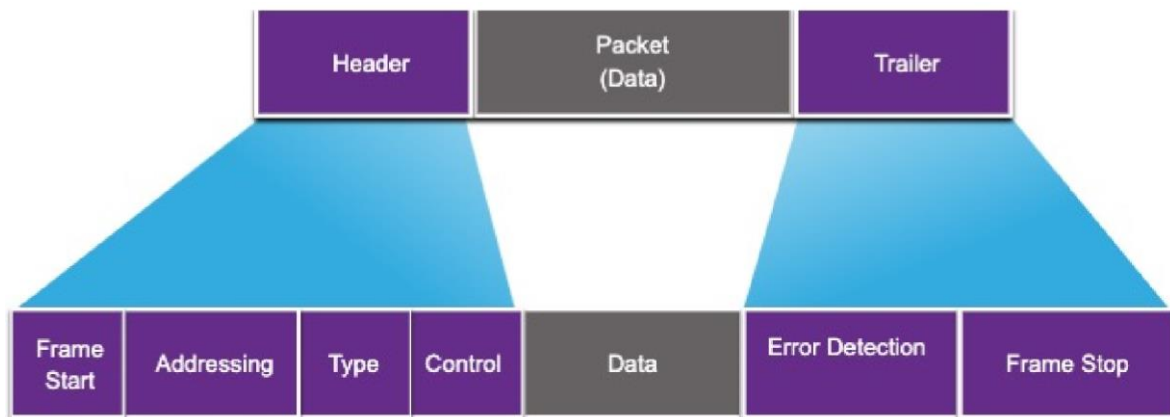 Header
Packet
(Data)
Trailer
Frame
Start
Addressing
Type
Control
Data
Error Detection
Frame Stop